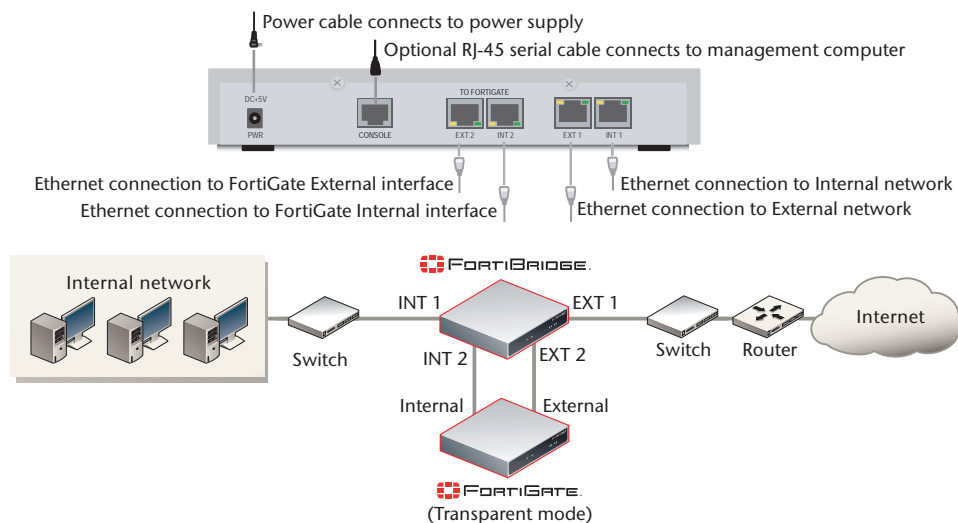 Power cable connects to power supply
Optional RJ-45 serial cable connects to management computer
DC+5V
PWR
CONSOLE
TO FORTIGATE
EXT 2
INT 2
EXT 1
INT 1
Ethernet connection to FortiGate External interface
Ethernet connection to Internal network
Ethernet connection to FortiGate Internal interface
Ethernet connection to External network
FORTIBRIDGE.
Internal network
INT 1
EXT 1
Internet
Switch
INT 2
EXT 2
Switch
Router
Internal
External
FORTIGATE.
(Transparent mode)